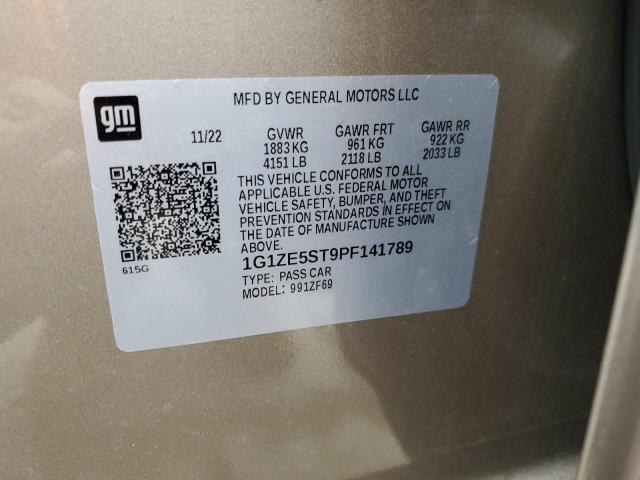 gm
MFD BY GENERAL MOTORS LLC
11/22 GVWR GAWR FRT GAWR RR
1883 KG 961 KG 922 KG
4151 LB 2118 LB 2033 LB
THIS VEHICLE CONFORMS TO ALL
APPLICABLE U.S. FEDERAL MOTOR
VEHICLE SAFETY, BUMPER, AND THEFT
PREVENTION STANDARDS IN EFFECT ON
THE DATE OF MANUFACTURE SHOWN
ABOVE.
615G
1G1ZE5ST9PF141789
TYPE: PASS CAR
MODEL: 991ZF69